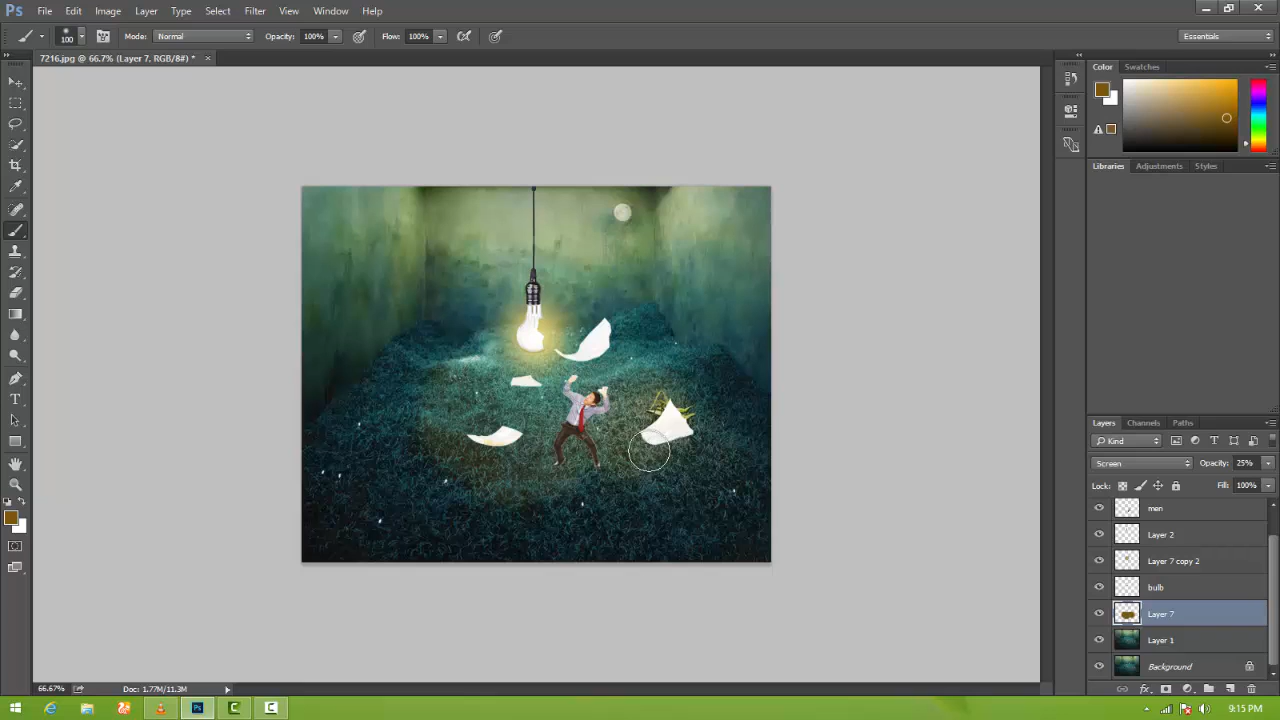 Ps File Edit Image Layer Type Select Filter View Window Help
100 Mode: Normal Opacity: 100% Flow: 100% Essentials
7216.jpg @ 66.7% (Layer 7, RGB/8#) * ×
Color Swatches
Libraries Adjustments Styles
Layers Channels Paths
Kind
Screen Opacity: 25%
Lock: Fill: 100%
men
Layer 2
Layer 7 copy 2
bulb
Layer 7
Layer 1
Background
66.67% Doc: 1.77M/11.3M
9:15 PM